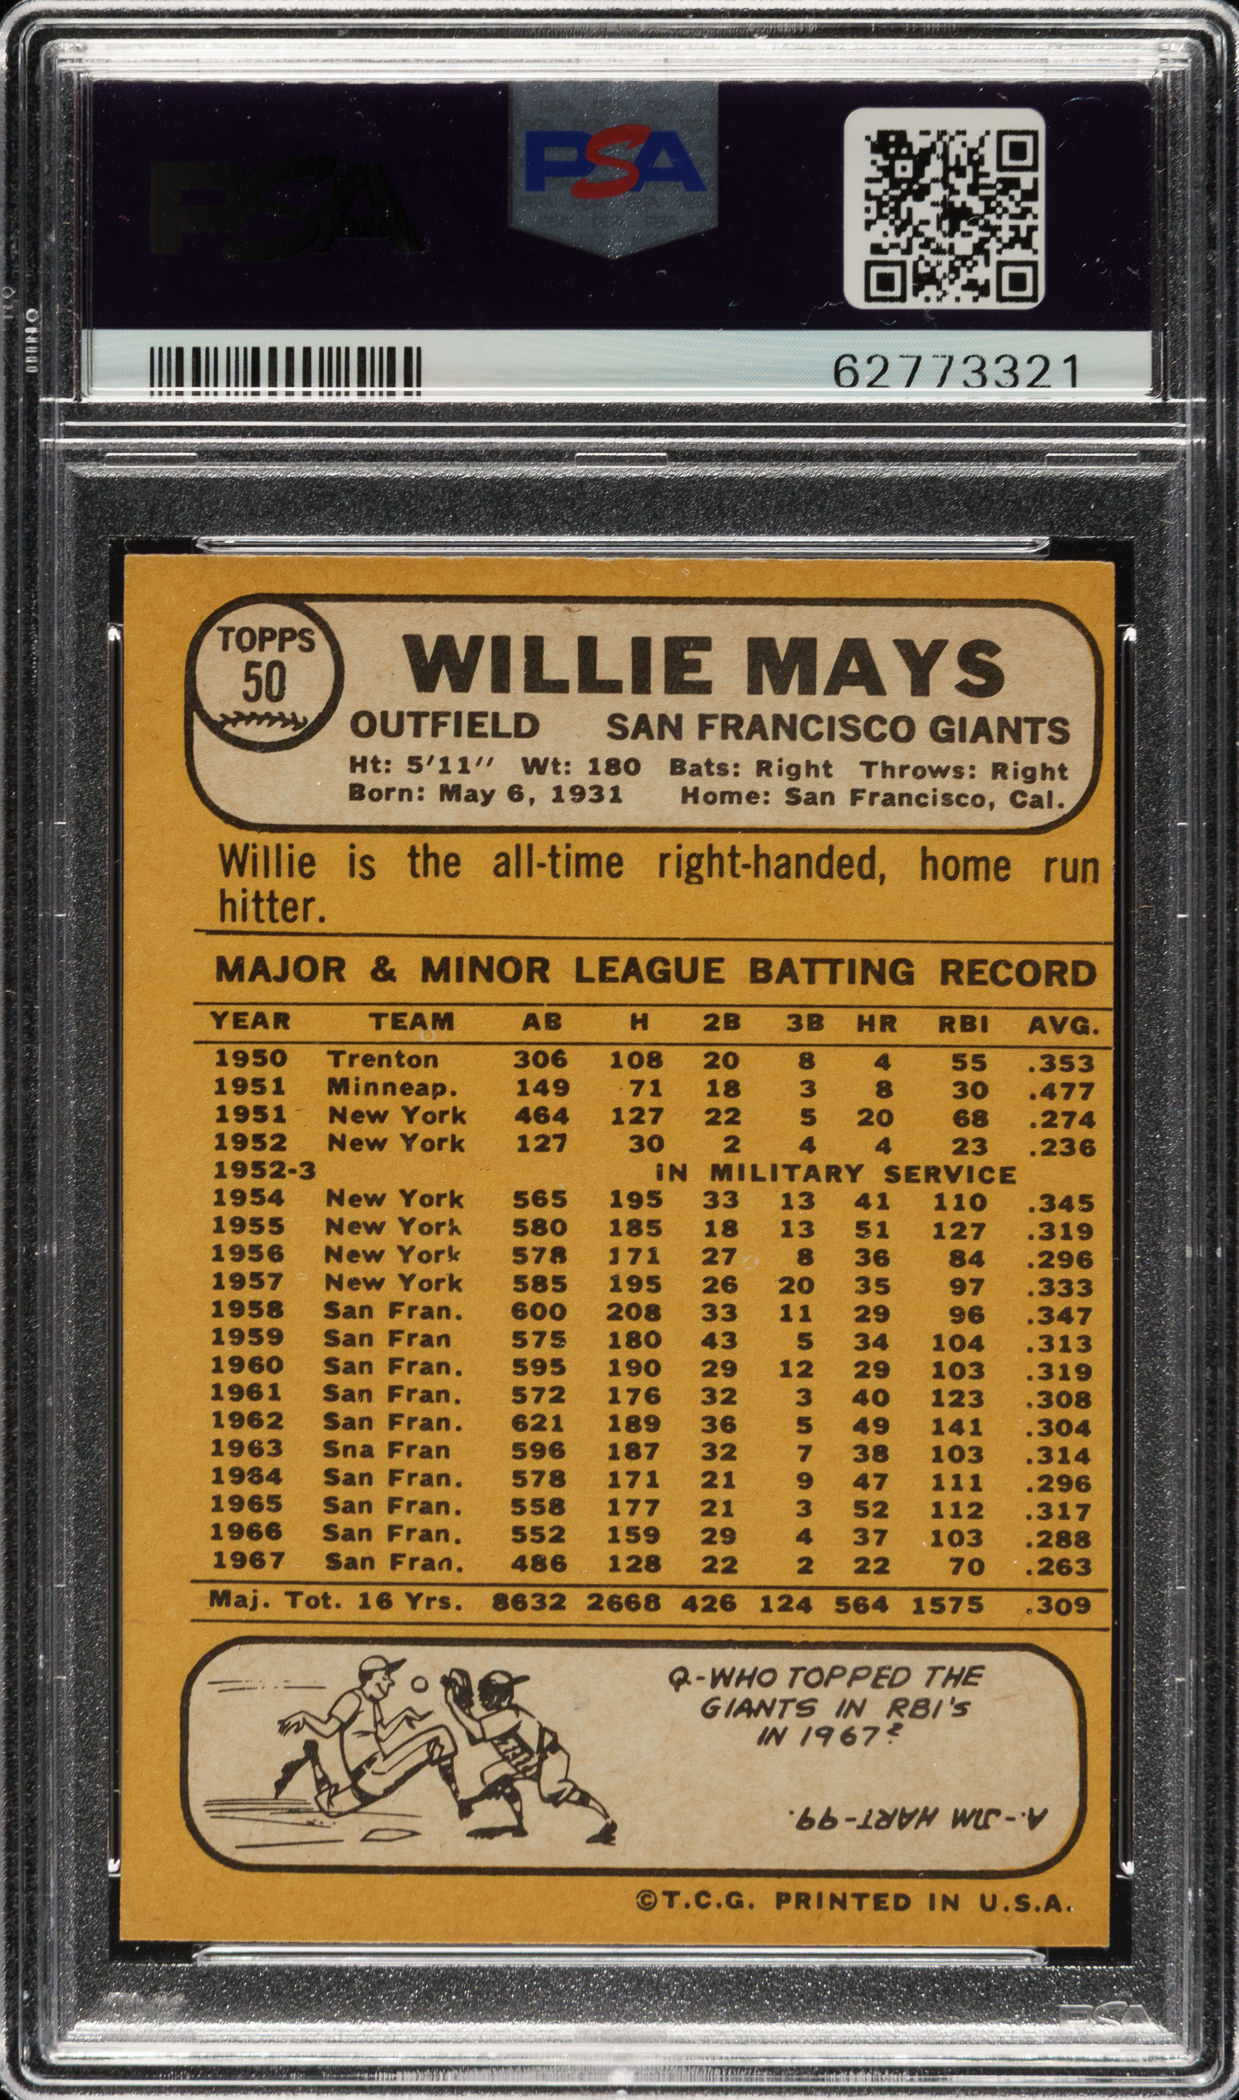 PSA
PSA
62773321
TOPPS
50
WILLIE MAYS
OUTFIELD SAN FRANCISCO GIANTS
Ht: 5'11" Wt: 180 Bats: Right Throws: Right
Born: May 6, 1931 Home: San Francisco, Cal.
Willie is the all-time right-handed, home run
hitter.
MAJOR & MINOR LEAGUE BATTING RECORD
YEAR TEAM AB H 2B 3B HR RBI AVG.
1950 Trenton 306 108 20 8 4 55 .353
1951 Minneap. 149 71 18 3 8 30 .477
1951 New York 464 127 22 5 20 68 .274
1952 New York 127 30 2 4 4 23 .236
1952-3 IN MILITARY SERVICE
1954 New York 565 195 33 13 41 110 .345
1955 New York 580 185 18 13 51 127 .319
1956 New York 578 171 27 8 36 84 .296
1957 New York 585 195 26 20 35 97 .333
1958 San Fran. 600 208 33 11 29 96 .347
1959 San Fran 575 180 43 5 34 104 .313
1960 San Fran. 595 190 29 12 29 103 .319
1961 San Fran. 572 176 32 3 40 123 .308
1962 San Fran. 621 189 36 5 49 141 .304
1963 Sna Fran 596 187 32 7 38 103 .314
1964 San Fran. 578 171 21 9 47 111 .296
1965 San Fran. 558 177 21 3 52 112 .317
1966 San Fran. 552 159 29 4 37 103 .288
1967 San Fran. 486 128 22 2 22 70 .263
Maj. Tot. 16 Yrs. 8632 2668 426 124 564 1575 .309
Q-WHO TOPPED THE
GIANTS IN RBI'S
IN 1967?
A.-JIM HART-99.
©T.C.G. PRINTED IN U.S.A.
PSA